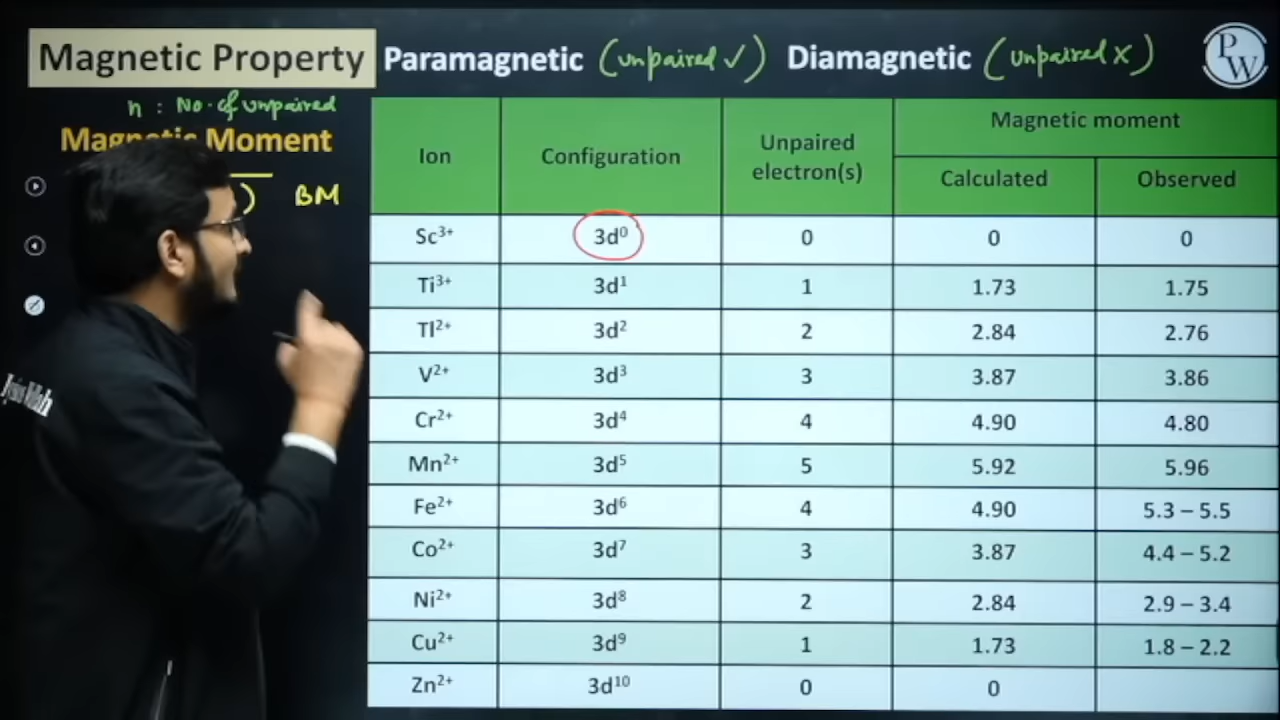 Magnetic Property Paramagnetic (unpaired ✓) Diamagnetic (unpaired X)
PW
n : No. of unpaired
Magnetic Moment
) BM
Ion Configuration Unpaired electron(s) Magnetic moment
Calculated Observed
Sc³⁺ 3d⁰ 0 0 0
Ti³⁺ 3d¹ 1 1.73 1.75
Tl²⁺ 3d² 2 2.84 2.76
V²⁺ 3d³ 3 3.87 3.86
Cr²⁺ 3d⁴ 4 4.90 4.80
Mn²⁺ 3d⁵ 5 5.92 5.96
Fe²⁺ 3d⁶ 4 4.90 5.3 – 5.5
Co²⁺ 3d⁷ 3 3.87 4.4 – 5.2
Ni²⁺ 3d⁸ 2 2.84 2.9 – 3.4
Cu²⁺ 3d⁹ 1 1.73 1.8 – 2.2
Zn²⁺ 3d¹⁰ 0 0